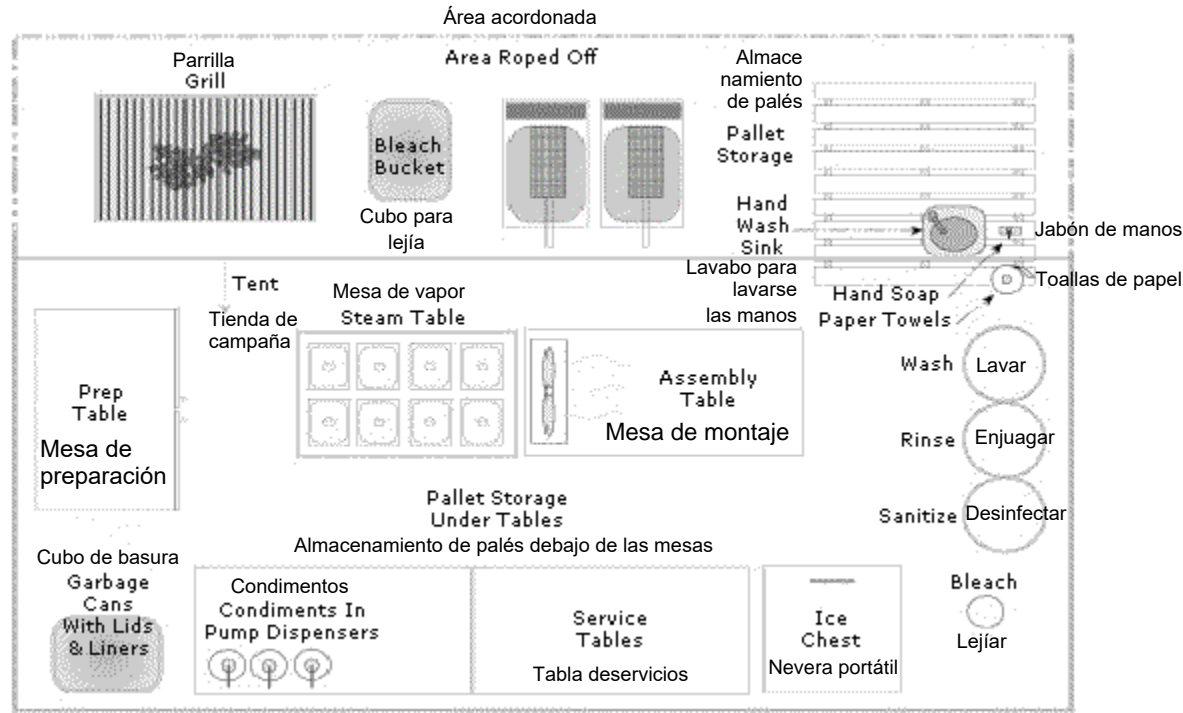 Área acordonada
Area Roped Off
Parrilla
Grill
Bleach
Bucket
Cubo para
lejía
Almace
namiento
de palés
Pallet
Storage
Hand
Wash
Sink
Lavabo para
lavarse
las manos
Jabón de manos
Toallas de papel
Hand Soap
Paper Towels
Tent
Tienda de
campaña
Mesa de vapor
Steam Table
Prep
Table
Mesa de
preparación
Assembly
Table
Mesa de montaje
Wash
Lavar
Rinse
Enjuagar
Sanitize
Desinfectar
Pallet Storage
Under Tables
Almacenamiento de palés debajo de las mesas
Cubo de basura
Garbage
Cans
With Lids
& Liners
Condimentos
Condiments In
Pump Dispensers
Service
Tables
Tabla deservicios
Ice
Chest
Nevera portátil
Bleach
Lejíar